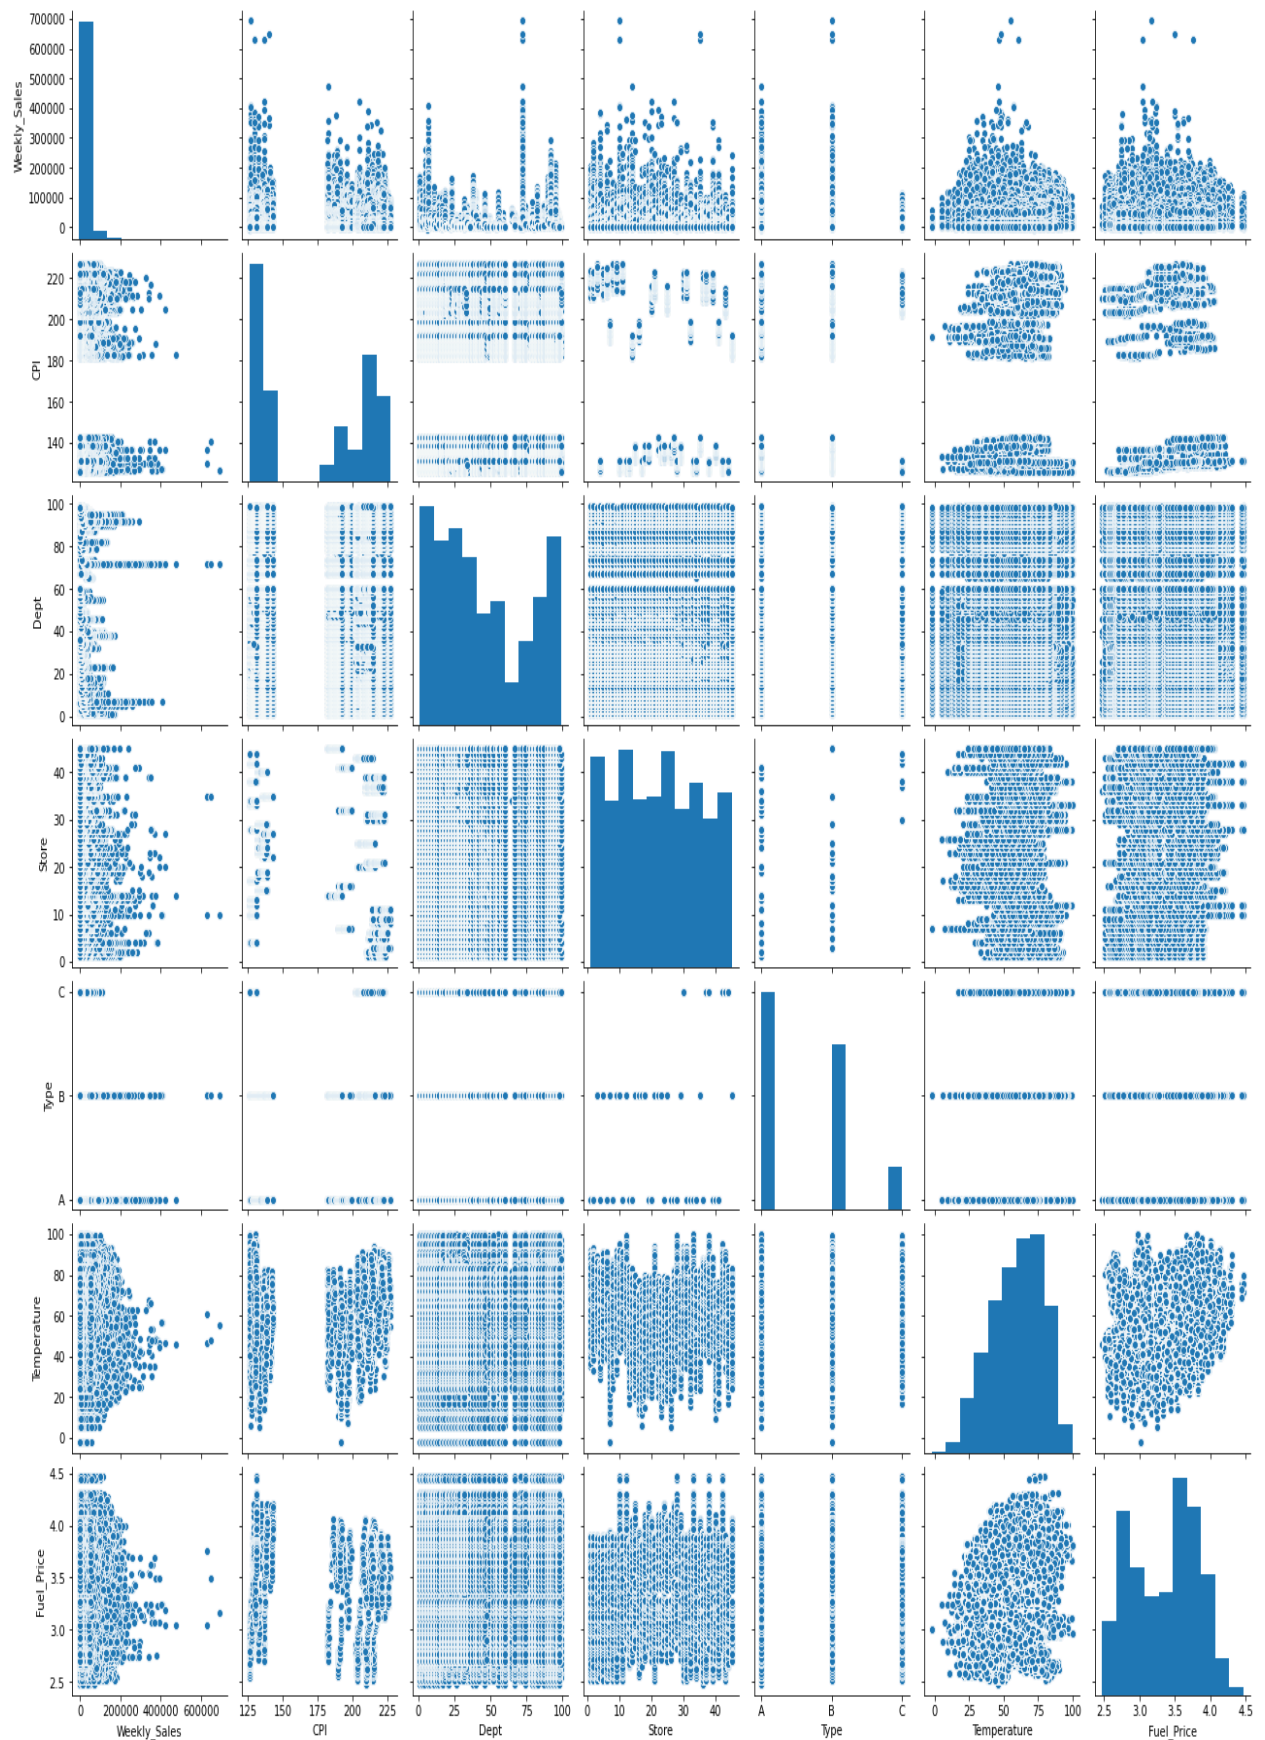 700000
600000
500000
400000
300000
200000
100000
0
Weekly_Sales
220
200
180
160
140
CPI
100
80
60
40
20
0
Dept
40
30
20
10
0
Store
C
B
A
Type
100
80
60
40
20
0
Temperature
4.5
4.0
3.5
3.0
2.5
Fuel_Price
0 200000 400000 600000 125 150 175 200 225 0 25 50 75 100 0 10 20 30 40 A B C 0 25 50 75 100 2.5 3.0 3.5 4.0 4.5
Weekly_Sales CPI Dept Store Type Temperature Fuel_Price